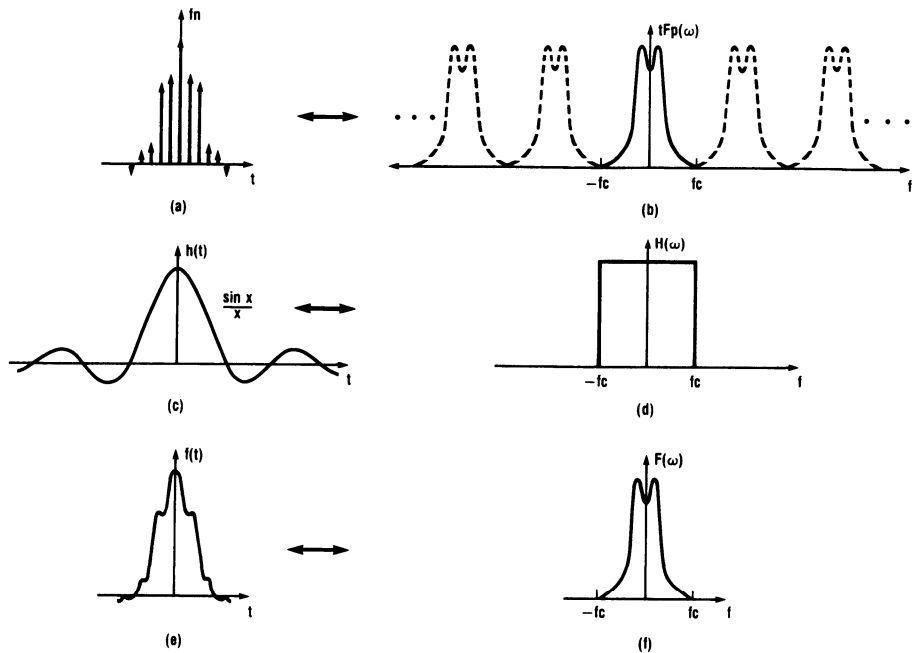 fn
t
(a)
tFp(ω)
. . . .
. . . .
−fc
fc
f
(b)
h(t)
sin x
x
t
(c)
H(ω)
−fc
fc
f
(d)
f(t)
t
(e)
F(ω)
−fc
fc
f
(f)